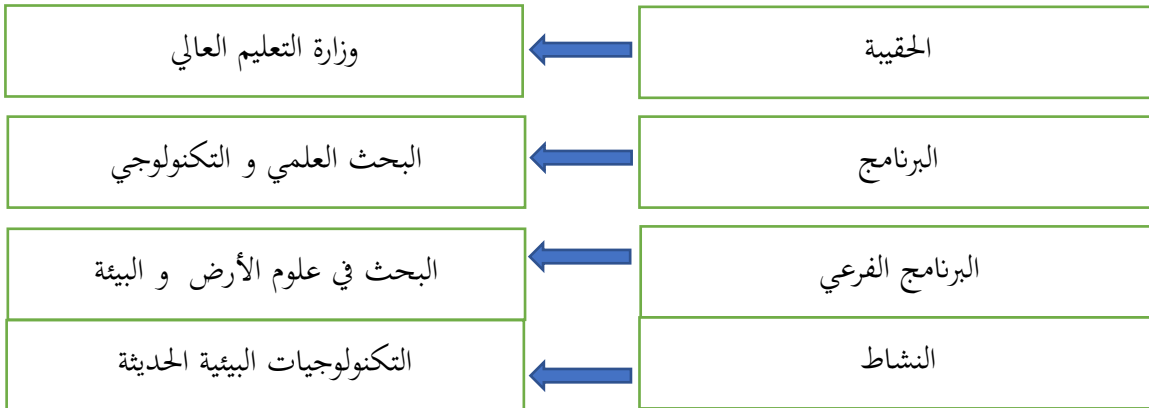 الحقيبة
وزارة التعليم العالي
البرنامج
البحث العلمي و التكنولوجي
البرنامج الفرعي
البحث في علوم الأرض و البيئة
النشاط
التكنولوجيات البيئية الحديثة